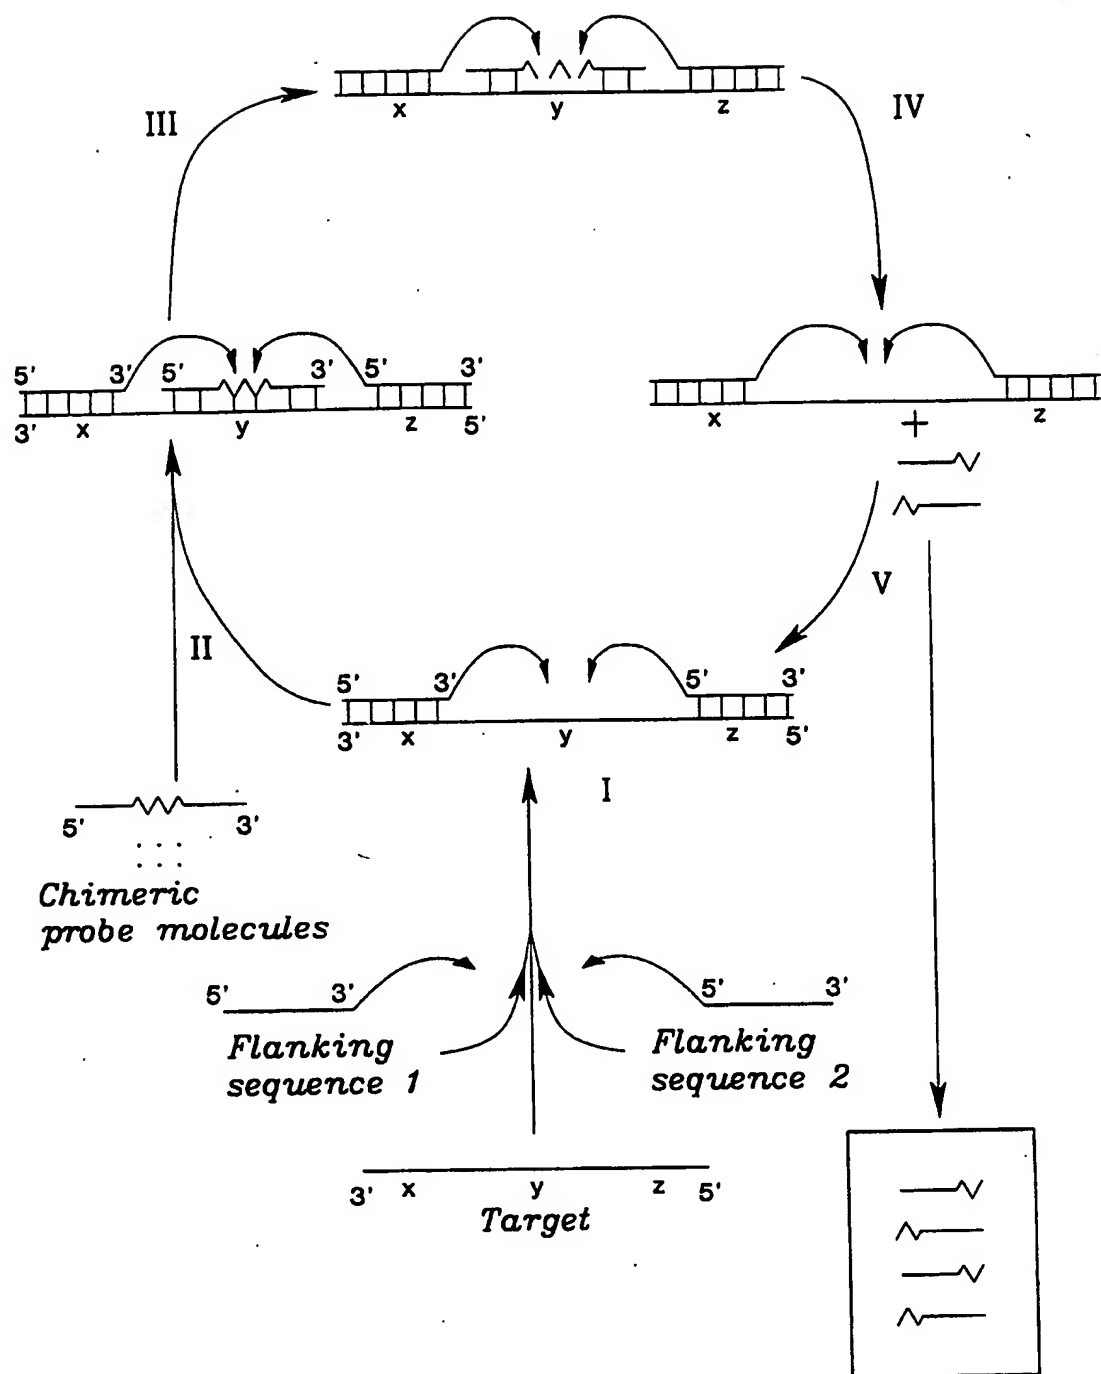 x y z
III
IV
5' 3' 5' 3' 5' 3'
3' x y z 5'
x z
+
V
II
5' 3' 5' 3'
3' x y z 5'
I
5' 3'
Chimeric
probe molecules
5' 3' 5' 3'
Flanking
sequence 1
Flanking
sequence 2
3' x y z 5'
Target